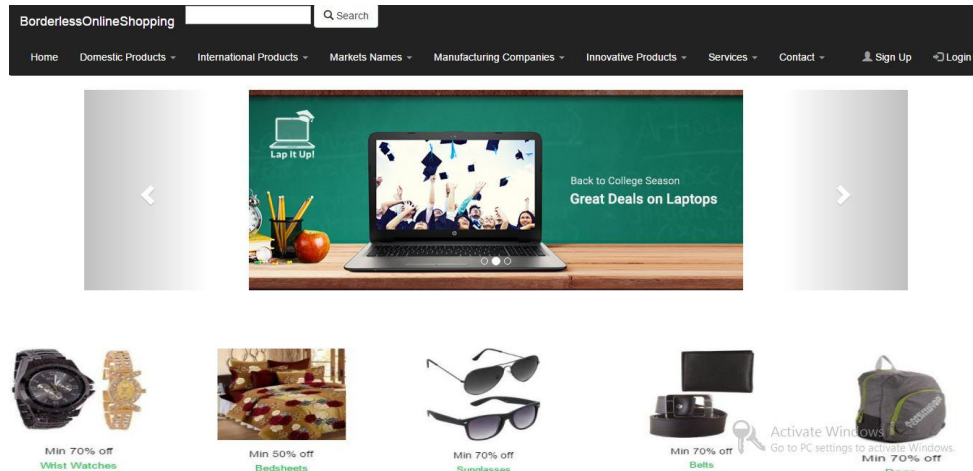 BorderlessOnlineShopping Search
Home Domestic Products International Products Markets Names Manufacturing Companies Innovative Products Services Contact Sign Up Login
Lap It Up!
Back to College Season
Great Deals on Laptops
Min 70% off
Wrist Watches
Min 50% off
Bedsheets
Min 70% off
Sunglasses
Min 70% off
Belts
Min 70% off
Activate Windows
Go to PC settings to activate Windows.